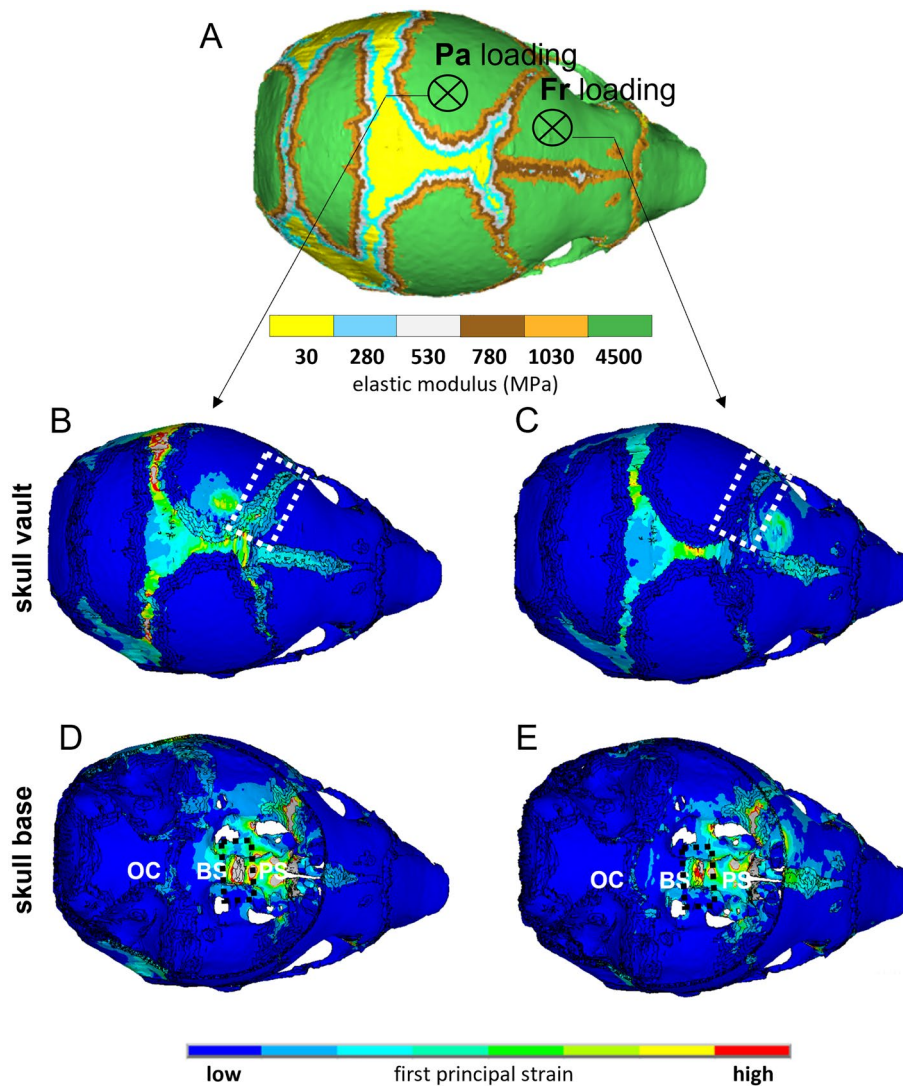 A
Pa loading
Fr loading
30 280 530 780 1030 4500
elastic modulus (MPa)
B
C
skull vault
D
E
skull base
OC BS PS
OC BS PS
low first principal strain high